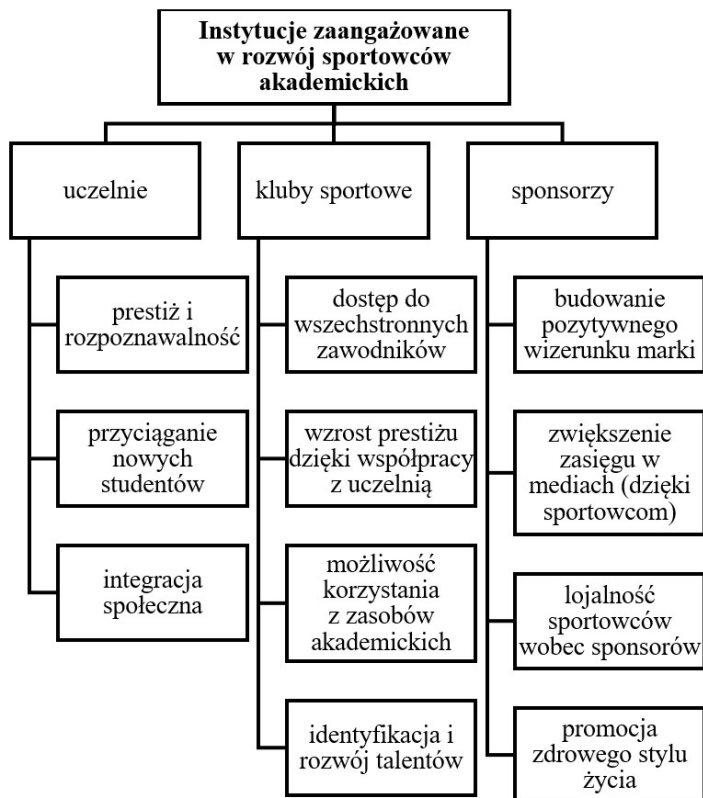 Instytucje zaangażowane
w rozwój sportowców
akademickich
uczelnie
kluby sportowe
sponsorzy
prestiż i
rozpoznawalność
przyciąganie
nowych
studentów
integracja
społeczna
dostęp do
wszechstronnych
zawodników
wzrost prestiżu
dzięki współpracy
z uczelnią
możliwość
korzystania
z zasobów
akademickich
identyfikacja i
rozwój talentów
budowanie
pozytywnego
wizerunku marki
zwiększenie
zasięgu w
mediach (dzięki
sportowcom)
lojalność
sportowców
wobec sponsorów
promocja
zdrowego stylu
życia